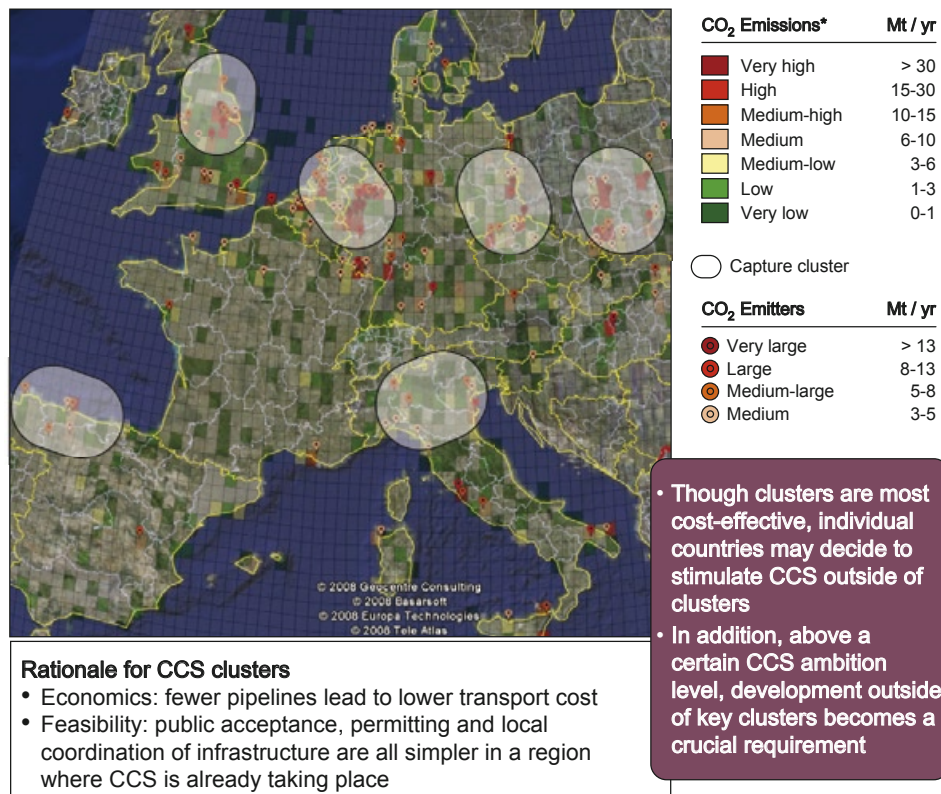 CO₂ Emissions* Mt / yr
Very high > 30
High 15-30
Medium-high 10-15
Medium 6-10
Medium-low 3-6
Low 1-3
Very low 0-1
Capture cluster
CO₂ Emitters Mt / yr
Very large > 13
Large 8-13
Medium-large 5-8
Medium 3-5
© 2008 Geocentre Consulting
© 2008 Basarsoft
© 2008 Europa Technologies
© 2008 Tele Atlas
• Though clusters are most
cost-effective, individual
countries may decide to
stimulate CCS outside of
clusters
• In addition, above a
certain CCS ambition
level, development outside
of key clusters becomes a
crucial requirement
Rationale for CCS clusters
• Economics: fewer pipelines lead to lower transport cost
• Feasibility: public acceptance, permitting and local
coordination of infrastructure are all simpler in a region
where CCS is already taking place